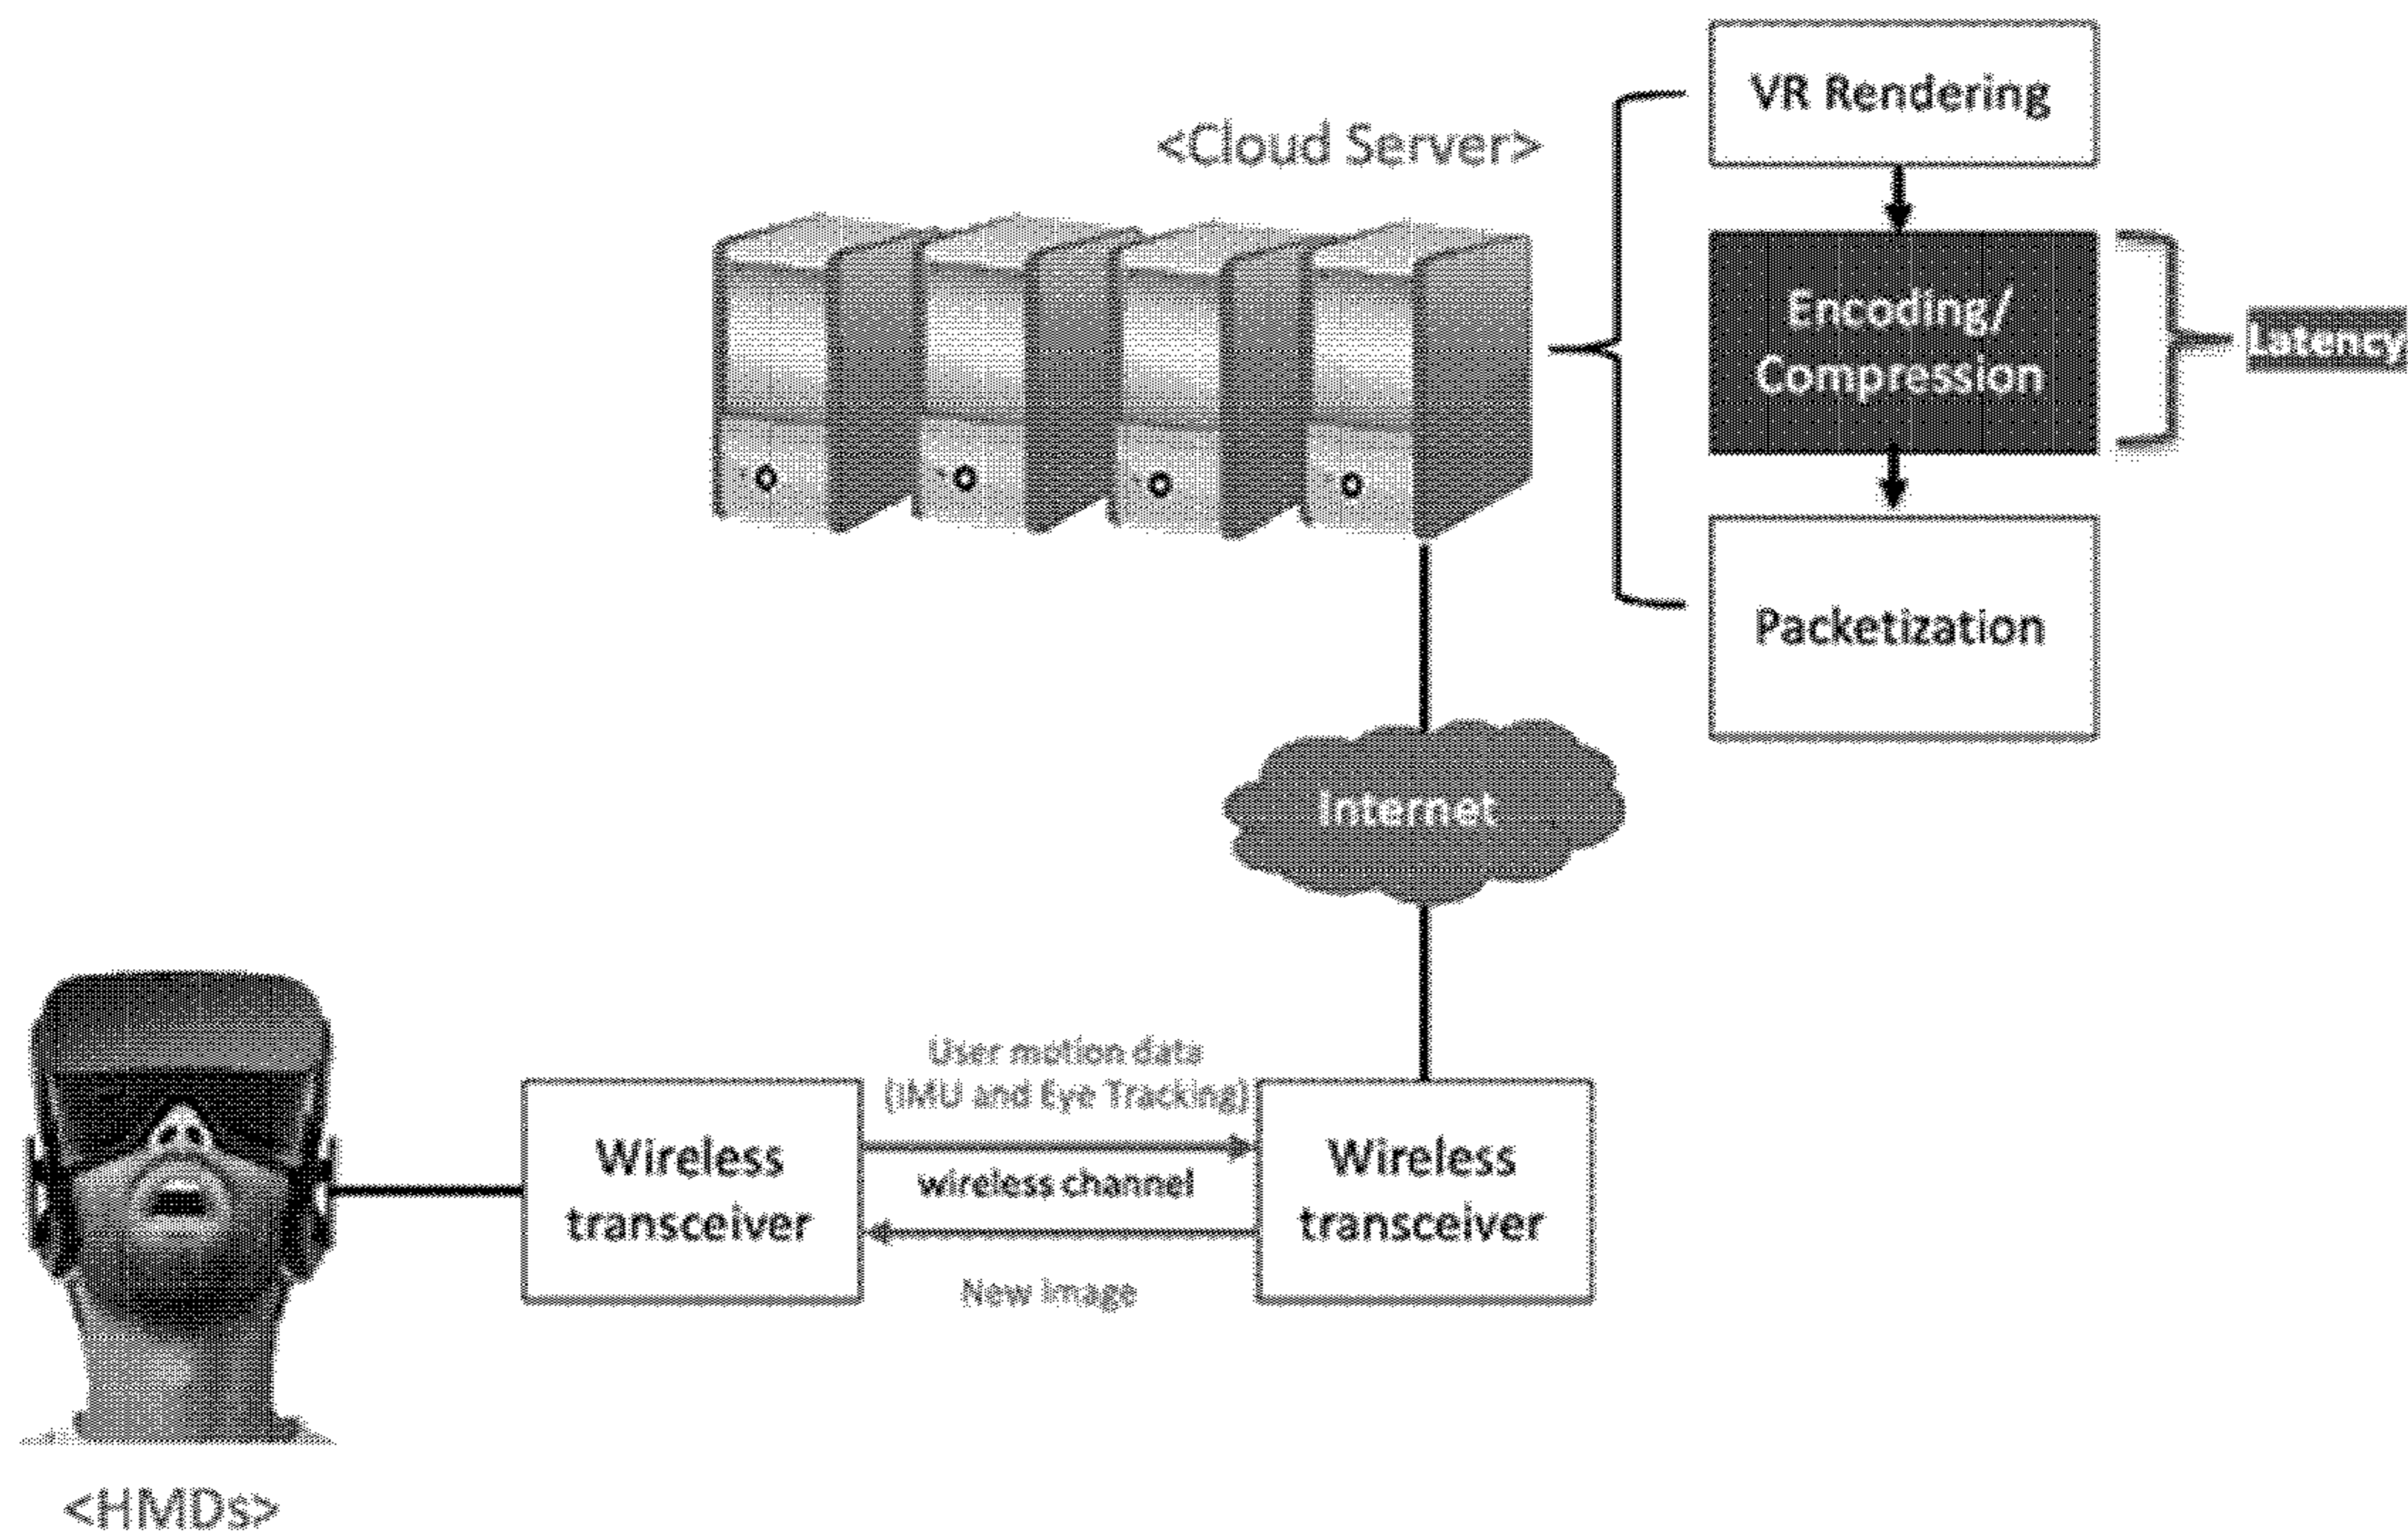 VR Rendering
<Cloud Server>
Encoding/
Compression
Latency
Packetization
Internet
User motion data
(IMU and Eye Tracking)
Wireless
transceiver
wireless channel
Wireless
transceiver
New image
<HMDs>